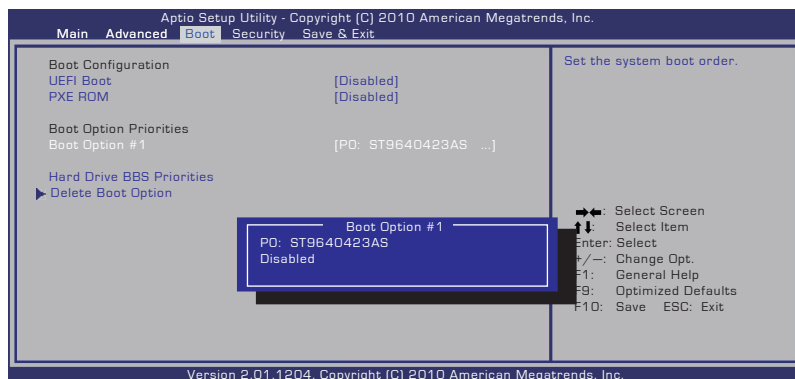 Aptio Setup Utility - Copyright (C) 2010 American Megatrends, Inc.
Main Advanced Boot Security Save & Exit
Boot Configuration
UEFI Boot [Disabled]
PXE ROM [Disabled]
Boot Option Priorities
Boot Option #1 [P0: ST9640423AS ...]
Hard Drive BBS Priorities
Delete Boot Option
Boot Option #1
P0: ST9640423AS
Disabled
Set the system boot order.
→←: Select Screen
↑↓: Select Item
Enter: Select
+/—: Change Opt.
F1: General Help
F9: Optimized Defaults
F10: Save ESC: Exit
Version 2.01.1204. Copyright (C) 2010 American Megatrends, Inc.